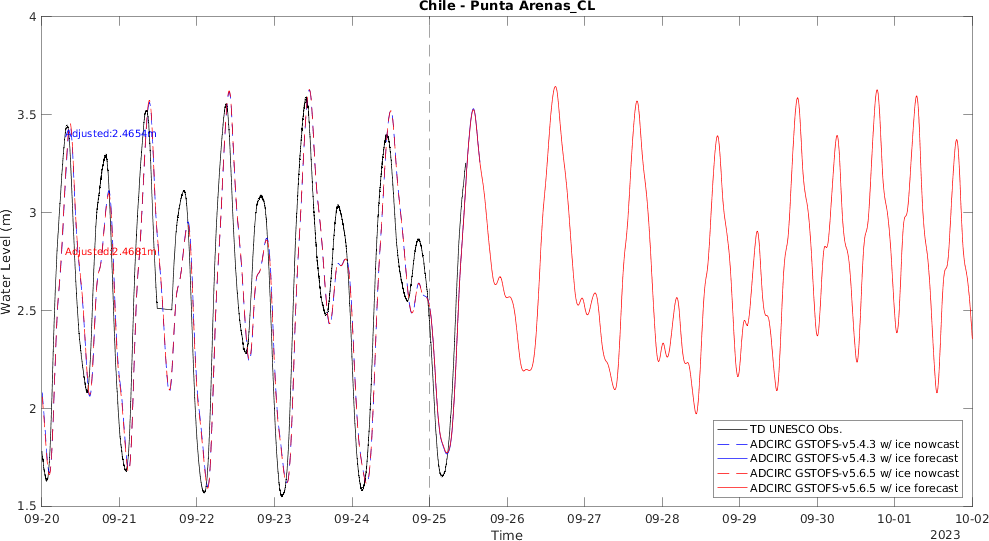 Chile - Punta Arenas_CL
4
3.5
3
2.5
2
1.5
Water Level (m)
Adjusted:2.4654m
Adjusted:2.4681m
TD UNESCO Obs.
ADCIRC GSTOFS-v5.4.3 w/ ice nowcast
ADCIRC GSTOFS-v5.4.3 w/ ice forecast
ADCIRC GSTOFS-v5.6.5 w/ ice nowcast
ADCIRC GSTOFS-v5.6.5 w/ ice forecast
09-20 09-21 09-22 09-23 09-24 09-25 09-26 09-27 09-28 09-29 09-30 10-01 10-02
Time
2023